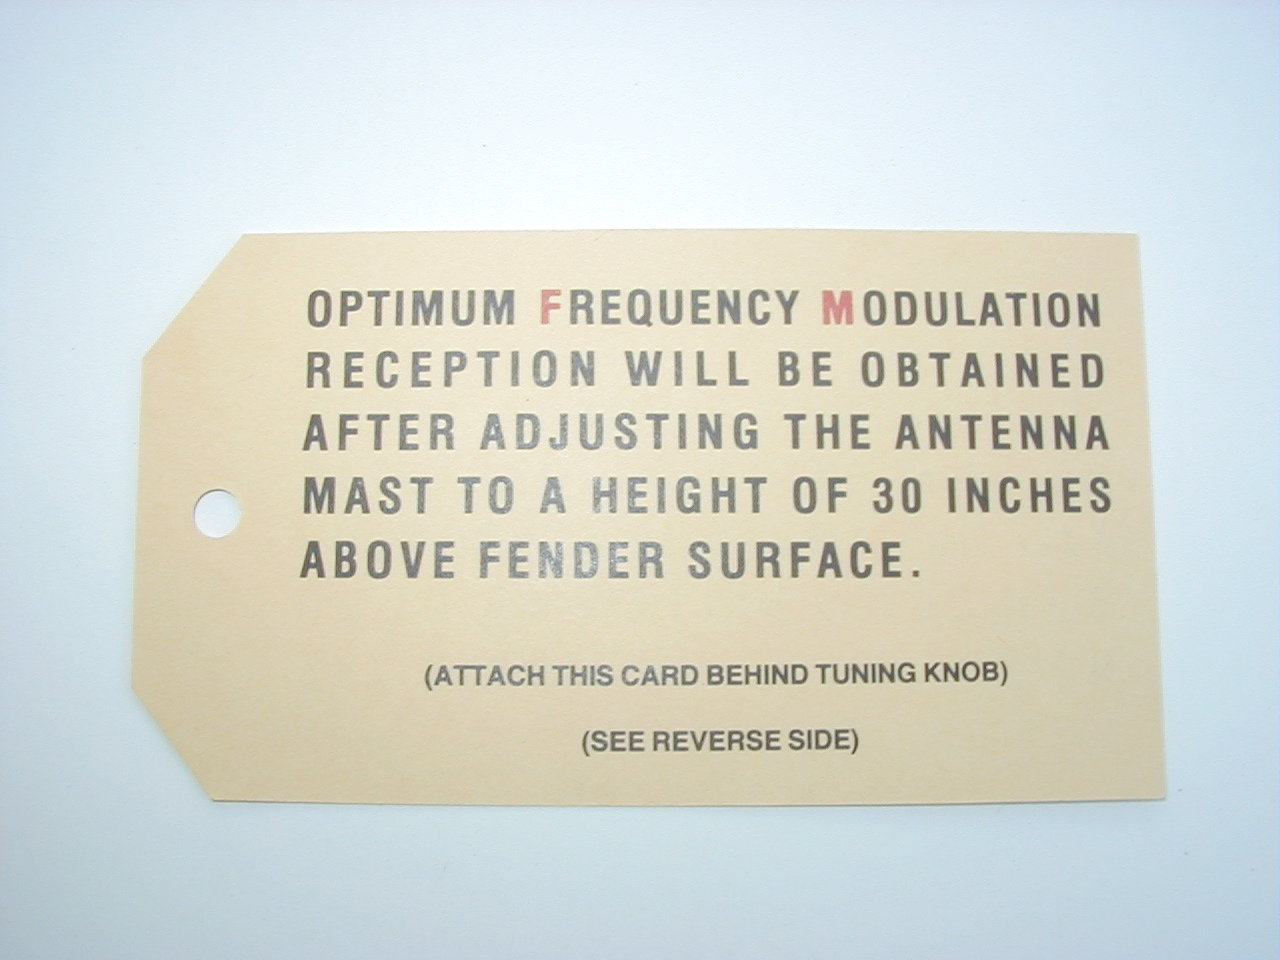 OPTIMUM FREQUENCY MODULATION
RECEPTION WILL BE OBTAINED
AFTER ADJUSTING THE ANTENNA
MAST TO A HEIGHT OF 30 INCHES
ABOVE FENDER SURFACE.
(ATTACH THIS CARD BEHIND TUNING KNOB)
(SEE REVERSE SIDE)